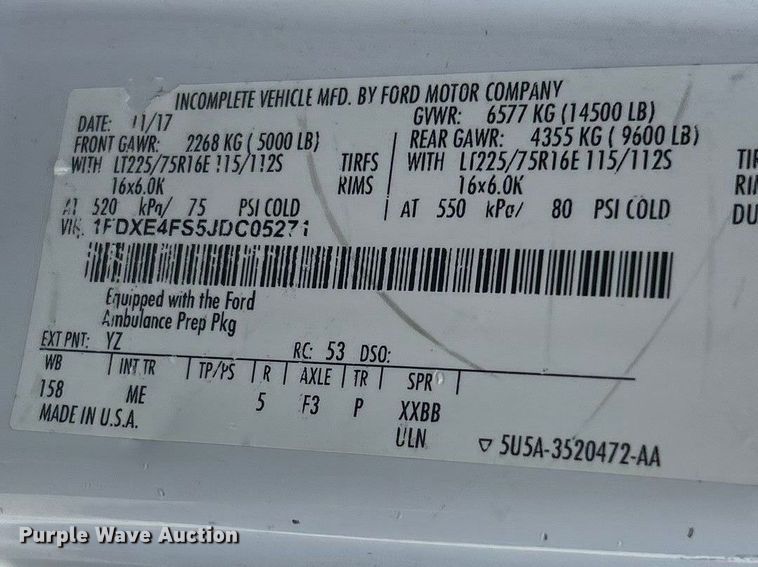 INCOMPLETE VEHICLE MFD. BY FORD MOTOR COMPANY
DATE: 11/17 GVWR: 6577 KG (14500 LB)
FRONT GAWR: 2268 KG ( 5000 LB) REAR GAWR: 4355 KG ( 9600 LB)
WITH LT225/75R16E 115/112S TIRES WITH LT225/75R16E 115/112S TIR
16x6.0K RIMS 16x6.0K RI
AT 520 kPa/ 75 PSI COLD AT 550 kPa/ 80 PSI COLD DU
VIN: 1FDXE4FS5JDC05271
Equipped with the Ford
Ambulance Prep Pkg
EXT PNT: YZ RC: 53 DSO:
WB INT TR TP/PS R AXLE TR SPR
158 ME 5 F3 P XXBB
MADE IN U.S.A. ULN ▽ 5U5A-3520472-AA
Purple Wave Auction